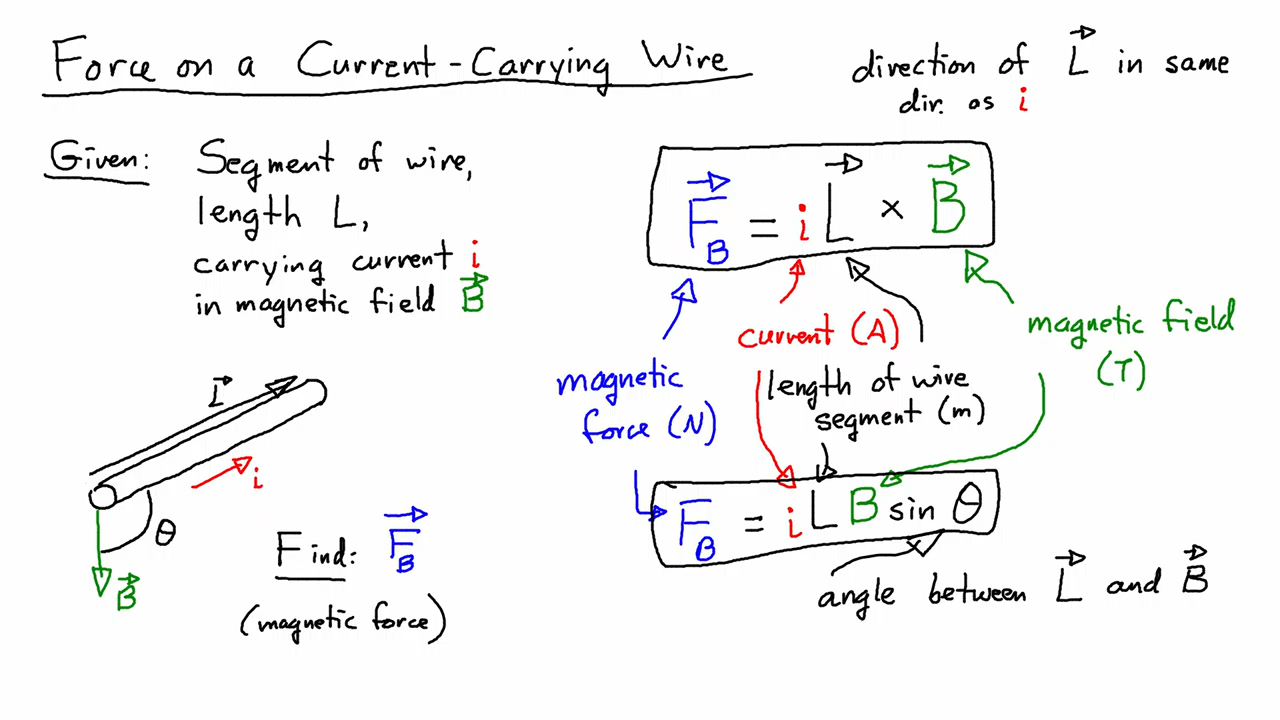 Force on a Current-Carrying Wire
direction of L⃗ in same
dir. as i
Given: Segment of wire,
length L,
carrying current i
in magnetic field B⃗
F⃗_B = i L⃗ × B⃗
current (A)
magnetic field
(T)
magnetic
force (N)
length of wire
segment (m)
L⃗
i
θ
B⃗
Find: F⃗_B
(magnetic force)
F_B = i L B sin θ
angle between L⃗ and B⃗